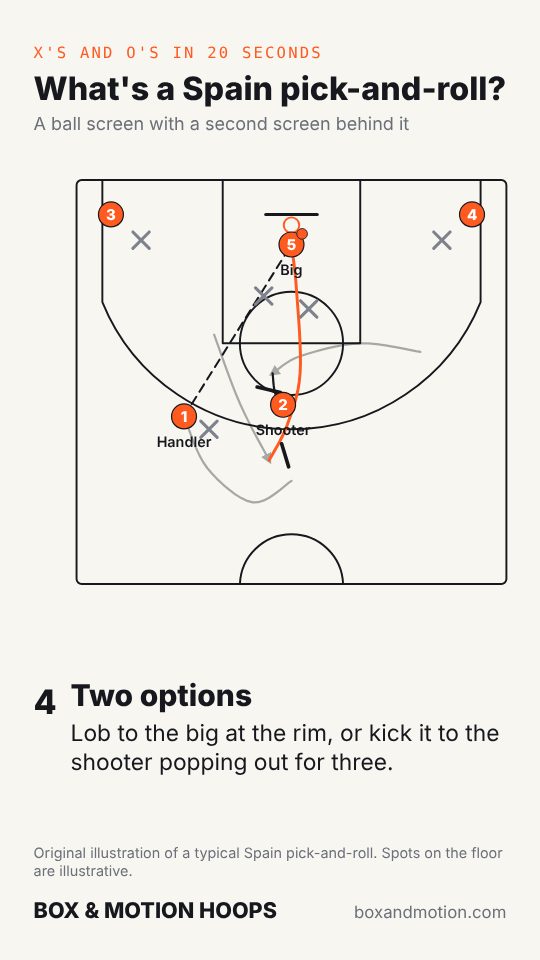 X'S AND O'S IN 20 SECONDS
What's a Spain pick-and-roll?
A ball screen with a second screen behind it
3
4
5
Big
1
2
Handler
Shooter
4 Two options
Lob to the big at the rim, or kick it to the
shooter popping out for three.
Original illustration of a typical Spain pick-and-roll. Spots on the floor
are illustrative.
BOX & MOTION HOOPS
boxandmotion.com